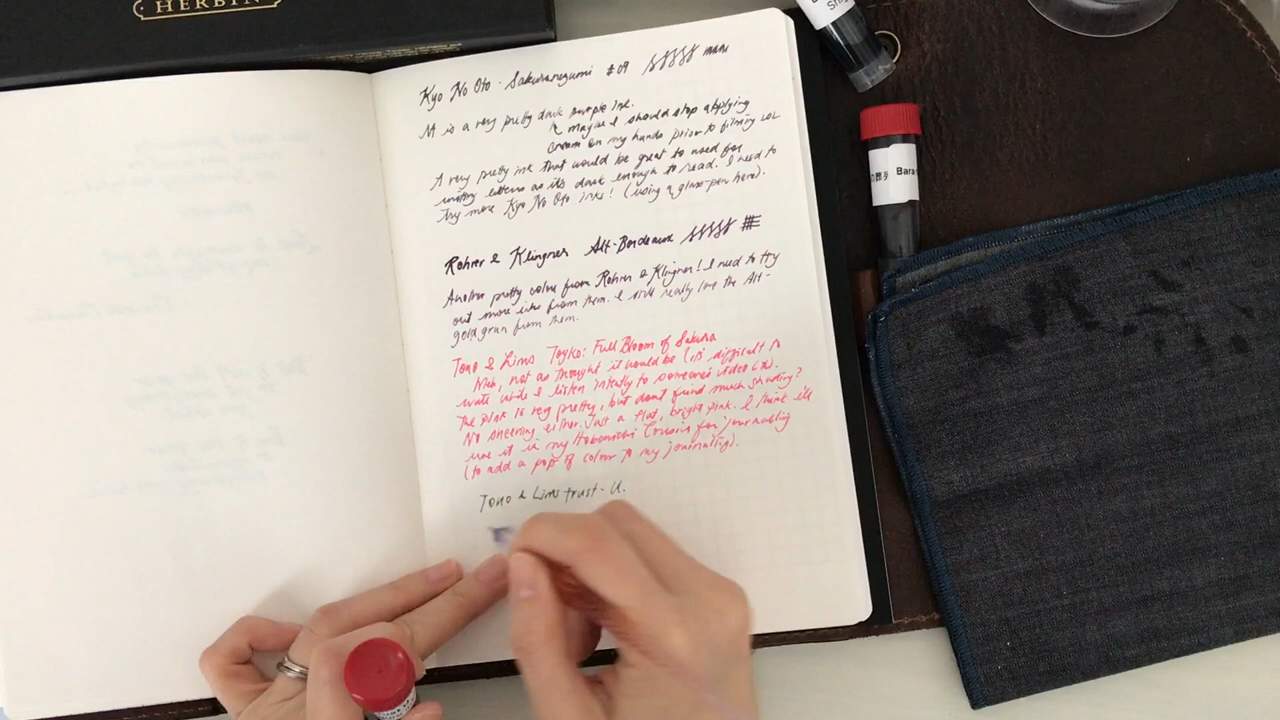 HERBIN
Kyo No Oto - Sakuranezumi #09
It is a very pretty dark purple ink.
maybe I should stop applying
cream on my hands prior to filming LOL
A very pretty ink that would be great to used for
writing letters as it's dark enough to read. I need to
try more Kyo No Oto inks! (using a glass-pen here).
Rohrer & Klingner Alt-Bordeaux
Another pretty color from Rohrer & Klingner! I need to try
out more inks from them. I still really love the Alt-
gold grun from them.
Tono & Lims Toyko: Full Bloom of Sakura
Meh, not as thought it would be (it's difficult to
write while I listen intently to someone's video LOL).
The pink is very pretty, but don't find much shading?
No sheering either. Just a flat, bright pink. I think i'll
use it in my Hobonichi Cousin for journalling
(to add a pop of colour to my journalling).
Tono & Lims trust-U.
Bara